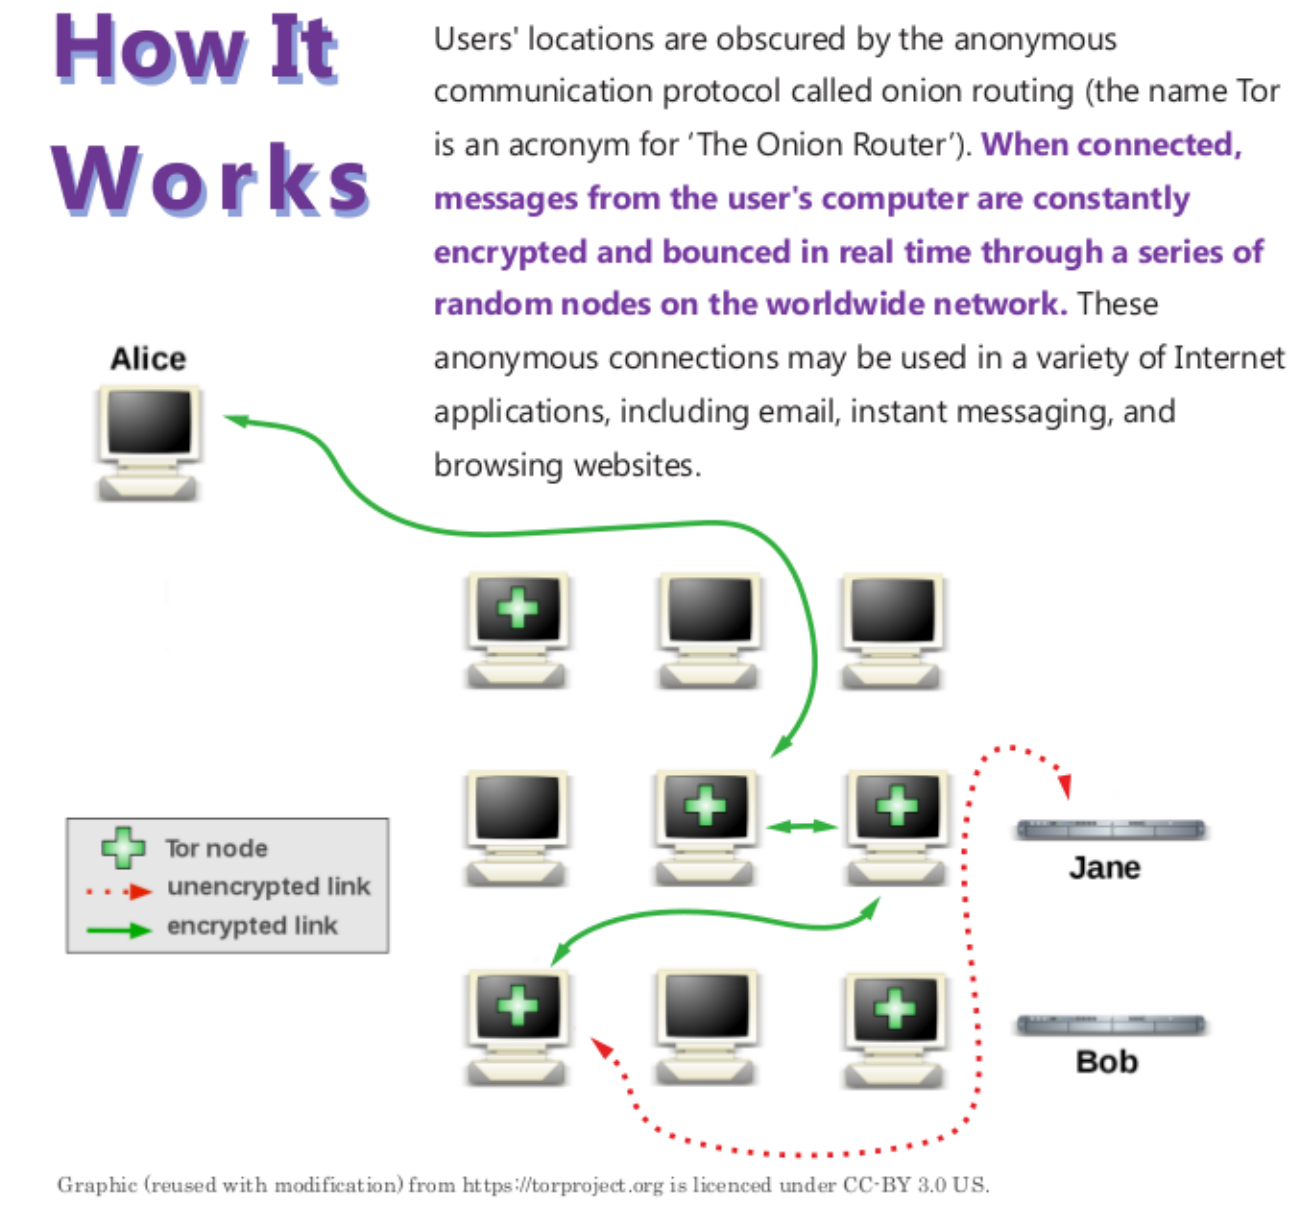 How It
Works
Users' locations are obscured by the anonymous
communication protocol called onion routing (the name Tor
is an acronym for ‘The Onion Router’). When connected,
messages from the user's computer are constantly
encrypted and bounced in real time through a series of
random nodes on the worldwide network. These
anonymous connections may be used in a variety of Internet
applications, including email, instant messaging, and
browsing websites.
Alice
Tor node
unencrypted link
encrypted link
Jane
Bob
Graphic (reused with modification) from https://torproject.org is licenced under CC-BY 3.0 US.